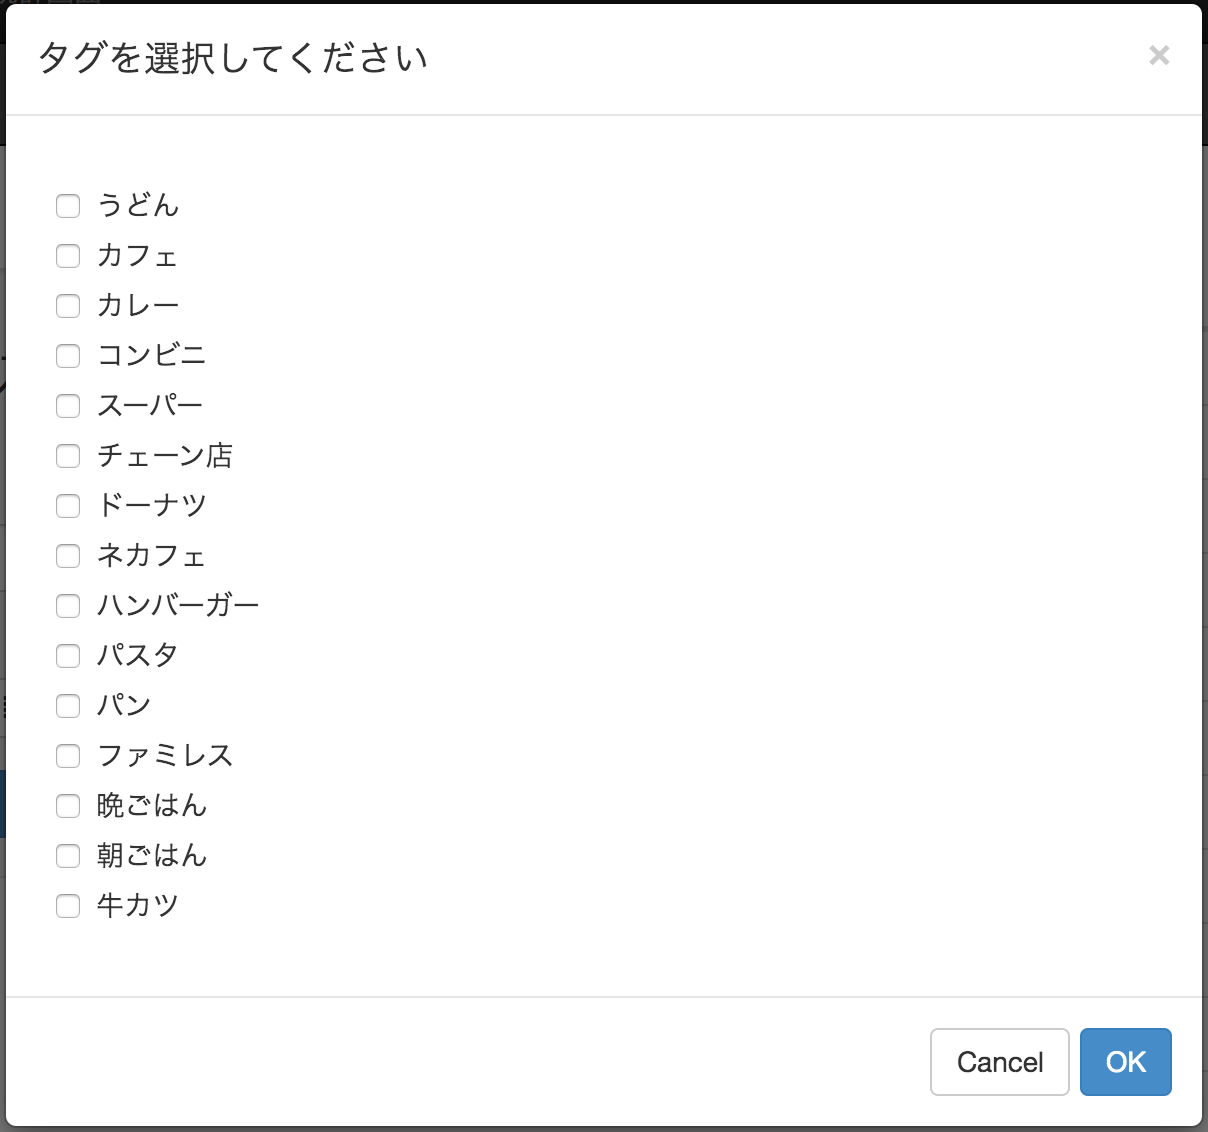 タグを選択してください
×
うどん
カフェ
カレー
コンビニ
スーパー
チェーン店
ドーナツ
ネカフェ
ハンバーガー
パスタ
パン
ファミレス
晩ごはん
朝ごはん
牛カツ
Cancel
OK